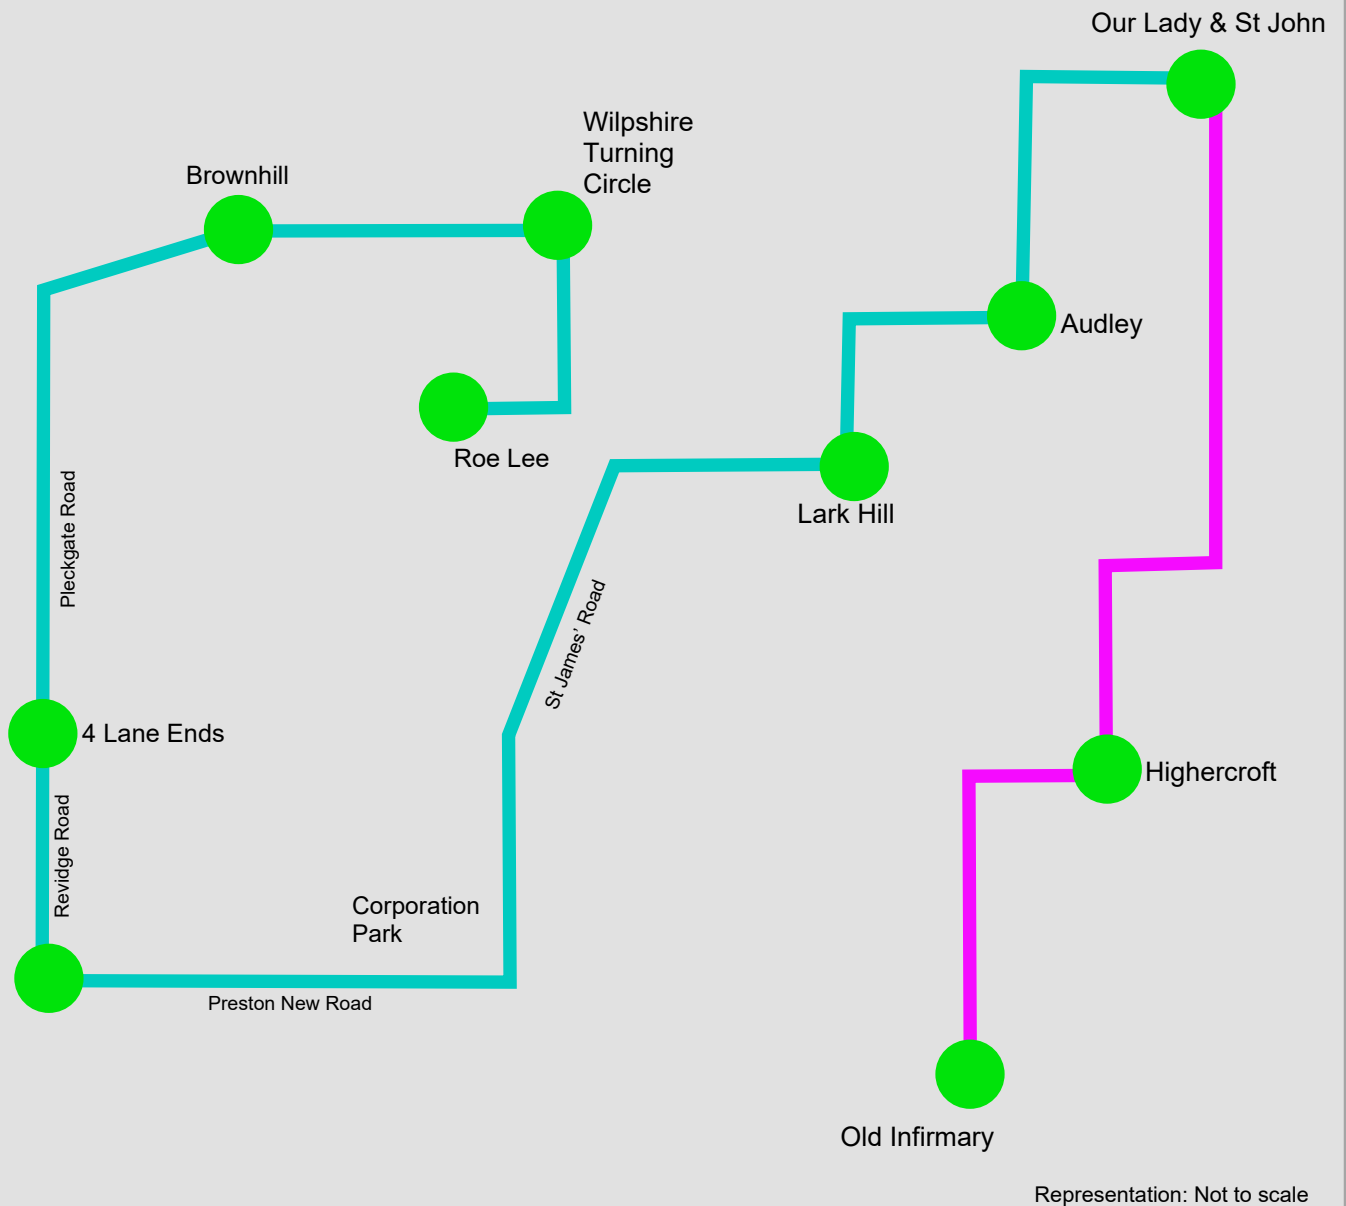 Our Lady & St John
Wilpshire
Turning
Circle
Brownhill
Audley
Roe Lee
Lark Hill
Pleckgate Road
St James’ Road
4 Lane Ends
Highercroft
Revidge Road
Corporation
Park
Preston New Road
Old Infirmary
Representation: Not to scale